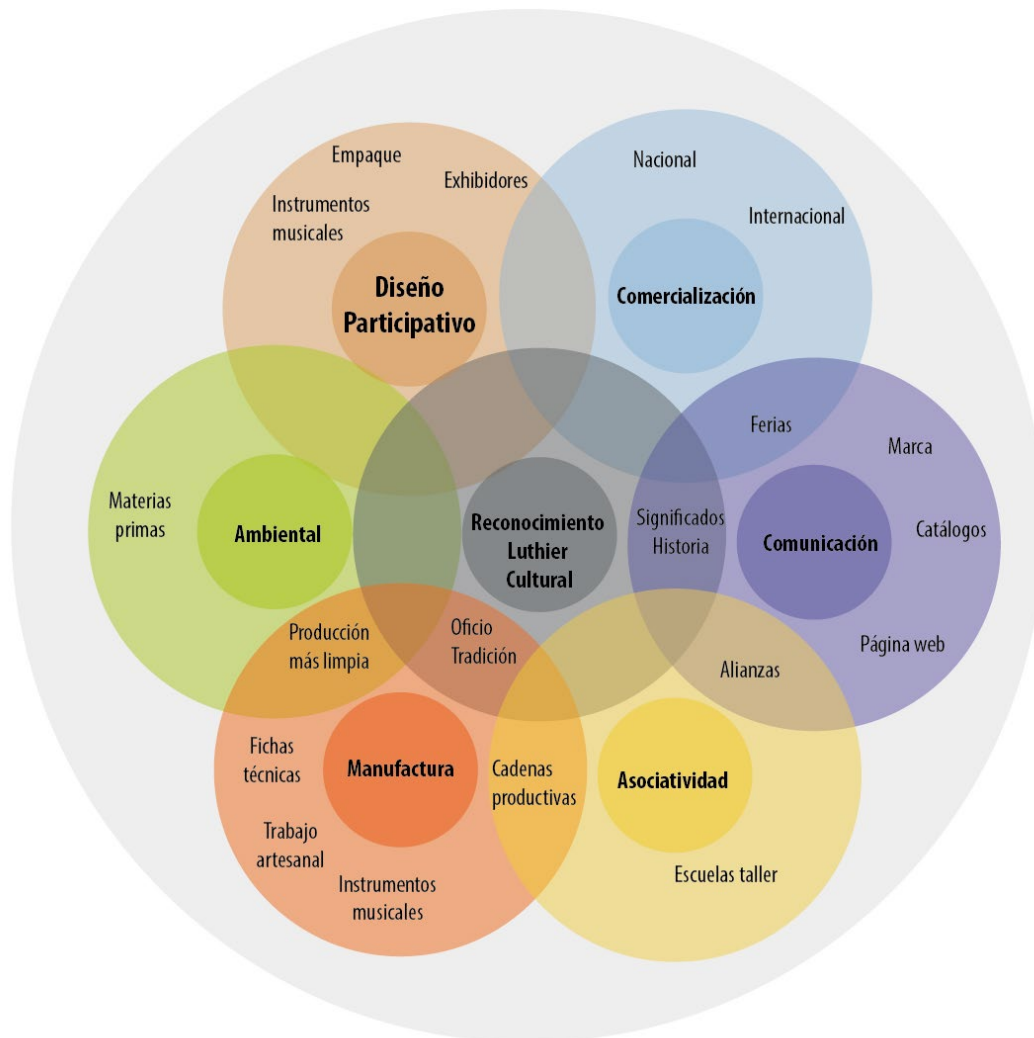 Empaque
Exhibidores
Instrumentos
musicales
Diseño
Participativo
Nacional
Internacional
Comercialización
Ferias
Marca
Catálogos
Página web
Comunicación
Significados
Historia
Reconocimiento
Luthier
Cultural
Ambiental
Materias
primas
Producción
más limpia
Oficio
Tradición
Alianzas
Fichas
técnicas
Manufactura
Cadenas
productivas
Asociatividad
Trabajo
artesanal
Instrumentos
musicales
Escuelas taller